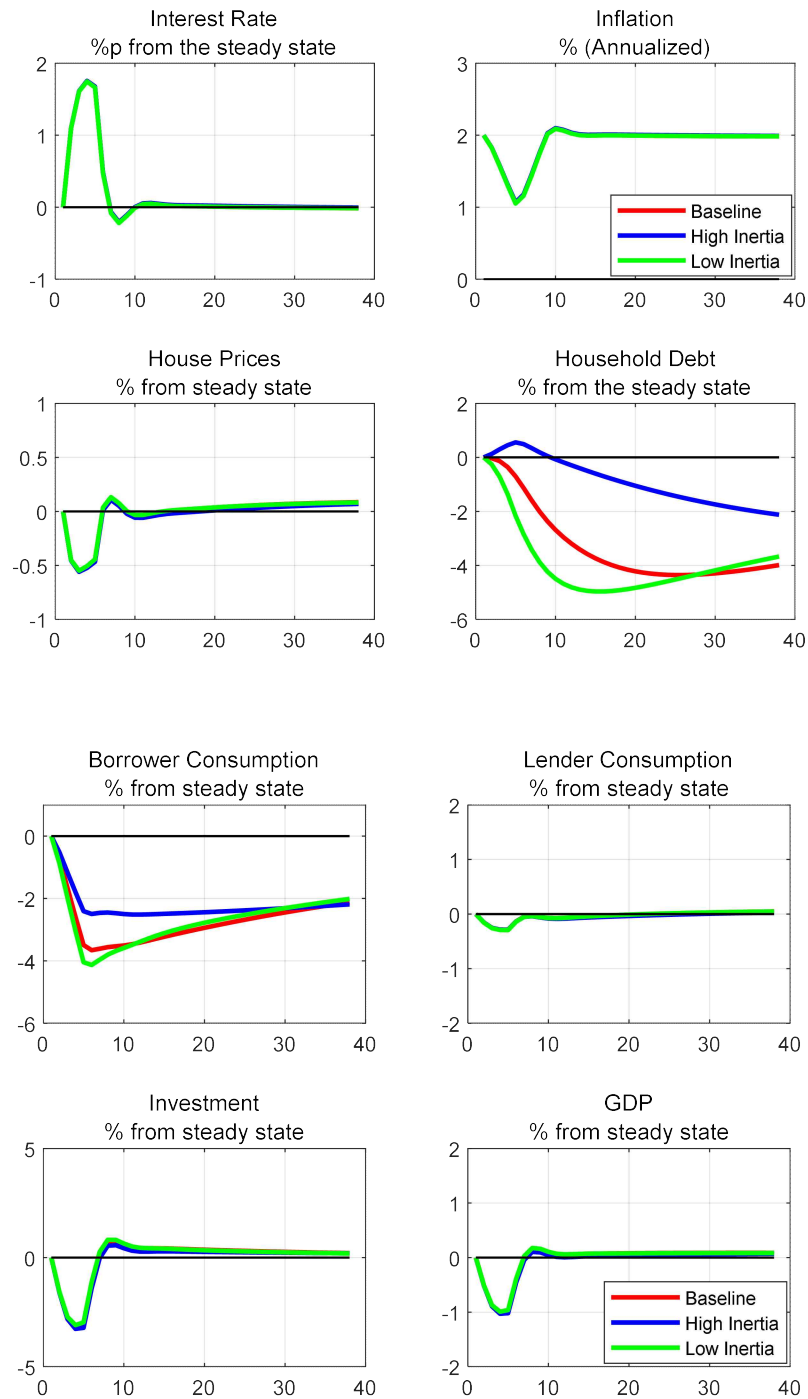 Interest Rate
%p from the steady state
2
1
0
-1
0 10 20 30 40
Inflation
% (Annualized)
3
2
1
0
Baseline
High Inertia
Low Inertia
0 10 20 30 40
House Prices
% from steady state
1
0.5
0
-0.5
-1
0 10 20 30 40
Household Debt
% from the steady state
2
0
-2
-4
-6
0 10 20 30 40
Borrower Consumption
% from steady state
0
-2
-4
-6
0 10 20 30 40
Lender Consumption
% from steady state
2
1
0
-1
-2
0 10 20 30 40
Investment
% from steady state
5
0
-5
0 10 20 30 40
GDP
% from steady state
2
1
0
-1
-2
Baseline
High Inertia
Low Inertia
0 10 20 30 40